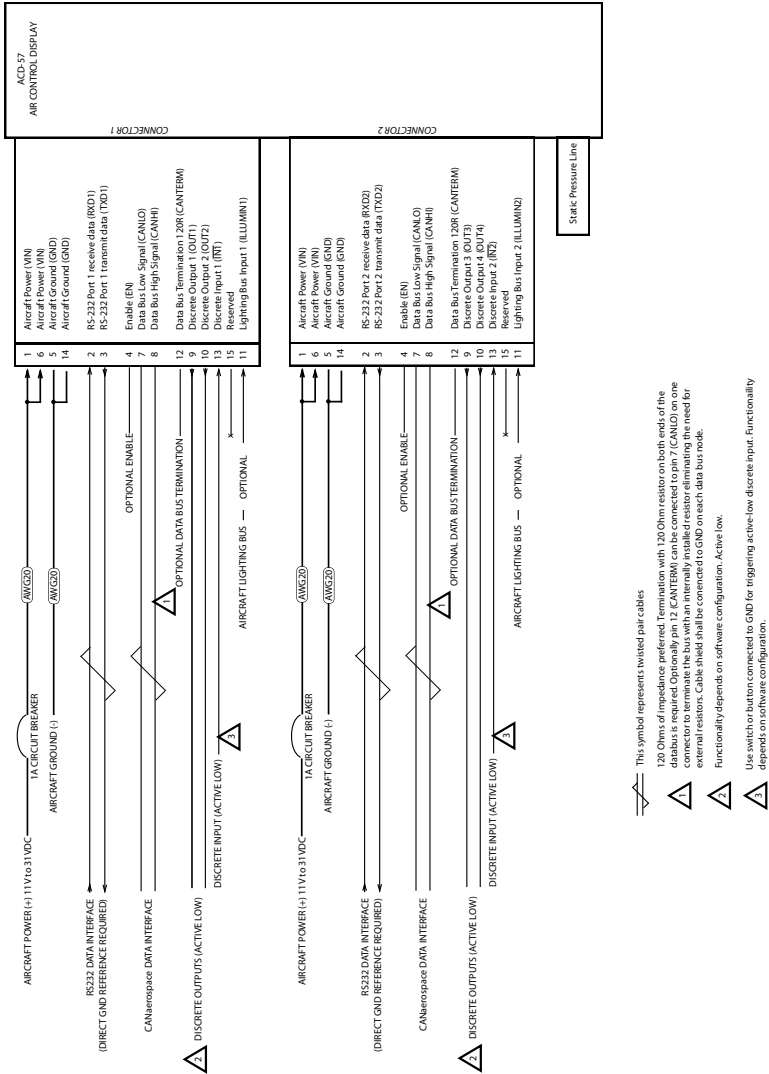 ACD-57
AIR CONTROL DISPLAY
CONNECTOR 1
1 Aircraft Power (VIN)
6 Aircraft Power (VIN)
5 Aircraft Ground (GND)
14 Aircraft Ground (GND)
2 RS-232 Port 1 receive data (RXD1)
3 RS-232 Port 1 transmit data (TXD1)
4 Enable (EN)
7 Data Bus Low Signal (CANLO)
8 Data Bus High Signal (CANHI)
12 Data Bus Termination 120R (CANTERM)
9 Discrete Output 1 (OUT1)
10 Discrete Output 2 (OUT2)
13 Discrete Input 1 (IN1)
15 Reserved
11 Lighting Bus Input 1 (ILLUMIN1)
AIRCRAFT POWER (+) 11V to 31VDC
1A CIRCUIT BREAKER
AWG20
AIRCRAFT GROUND (-)
AWG20
RS232 DATA INTERFACE
(DIRECT GND REFERENCE REQUIRED)
OPTIONAL ENABLE
CANaerospace DATA INTERFACE
1
OPTIONAL DATA BUS TERMINATION
2
DISCRETE OUTPUTS (ACTIVE LOW)
DISCRETE INPUT (ACTIVE LOW)
3
x
AIRCRAFT LIGHTING BUS — OPTIONAL
CONNECTOR 2
1 Aircraft Power (VIN)
6 Aircraft Power (VIN)
5 Aircraft Ground (GND)
14 Aircraft Ground (GND)
2 RS-232 Port 2 receive data (RXD2)
3 RS-232 Port 2 transmit data (TXD2)
4 Enable (EN)
7 Data Bus Low Signal (CANLO)
8 Data Bus High Signal (CANHI)
12 Data Bus Termination 120R (CANTERM)
9 Discrete Output 3 (OUT3)
10 Discrete Output 4 (OUT4)
13 Discrete Input 2 (IN2)
15 Reserved
11 Lighting Bus Input 2 (ILLUMIN2)
AIRCRAFT POWER (+) 11V to 31VDC
1A CIRCUIT BREAKER
AWG20
AIRCRAFT GROUND (-)
AWG20
RS232 DATA INTERFACE
(DIRECT GND REFERENCE REQUIRED)
OPTIONAL ENABLE
CANaerospace DATA INTERFACE
1
OPTIONAL DATA BUS TERMINATION
2
DISCRETE OUTPUTS (ACTIVE LOW)
DISCRETE INPUT (ACTIVE LOW)
3
x
AIRCRAFT LIGHTING BUS — OPTIONAL
Static Pressure Line
This symbol represents twisted pair cables
1
120 Ohms of impedance preferred. Termination with 120 Ohm resistor on both ends of the
databus is required. Optionally pin 12 (CANTERM) can be connected to pin 7 (CANLO) on one
connector to terminate the bus with an internally installed resistor eliminating the need for
external resistors. Cable shield shall be conencted to GND on each data bus node.
2
Functionality depends on software configuration. Active low.
3
Use switch or button connected to GND for triggering active-low discrete input. Functionaility
depends on software configuration.